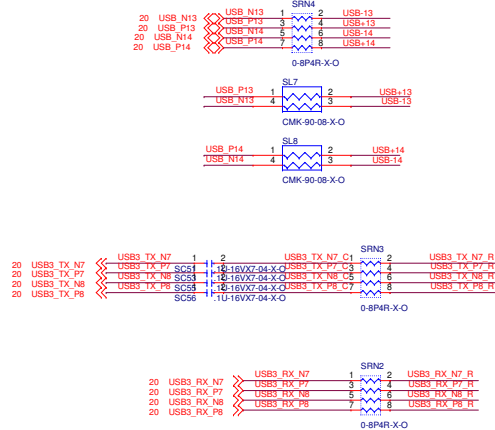 SRN4
20 USB_N13 USB_N13 1 2 USB-13
20 USB_P13 USB_P13 3 4 USB+13
20 USB_N14 USB_N14 5 6 USB-14
20 USB_P14 USB_P14 7 8 USB+14
0-8P4R-X-O
SL7
USB_P13 1 2 USB+13
USB_N13 4 3 USB-13
CMK-90-08-X-O
SL8
USB_P14 1 2 USB+14
USB_N14 4 3 USB-14
CMK-90-08-X-O
SRN3
20 USB3_TX_N7 USB3_TX_N7 1 2 USB3_TX_N7_C 1 2 USB3_TX_N7_R
20 USB3_TX_P7 USB3_TX_P7 SC51 .1U-16VX7-04-X-O USB3_TX_P7_C 3 4 USB3_TX_P7_R
20 USB3_TX_N8 USB3_TX_N8 SC53 USB3_TX_N8_C 5 6 USB3_TX_N8_R
20 USB3_TX_P8 USB3_TX_P8 SC55 .1U-16VX7-04-X-O USB3_TX_P8_C 7 8 USB3_TX_P8_R
SC56 .1U-16VX7-04-X-O
0-8P4R-X-O
SRN2
20 USB3_RX_N7 USB3_RX_N7 1 2 USB3_RX_N7_R
20 USB3_RX_P7 USB3_RX_P7 3 4 USB3_RX_P7_R
20 USB3_RX_N8 USB3_RX_N8 5 6 USB3_RX_N8_R
20 USB3_RX_P8 USB3_RX_P8 7 8 USB3_RX_P8_R
0-8P4R-X-O